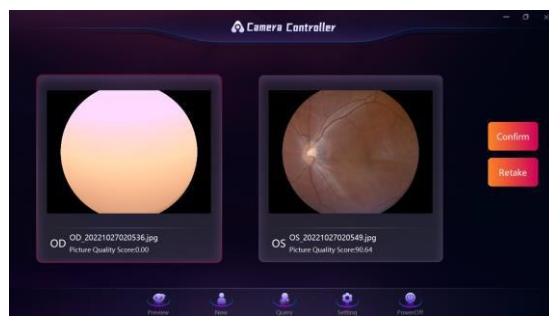 Camera Controller
OD
OD_20221027020536.jpg
Picture Quality Score:0.00
OS
OS_20221027020549.jpg
Picture Quality Score:90.64
Confirm
Retake
Preview
New
Query
Setting
PowerOff